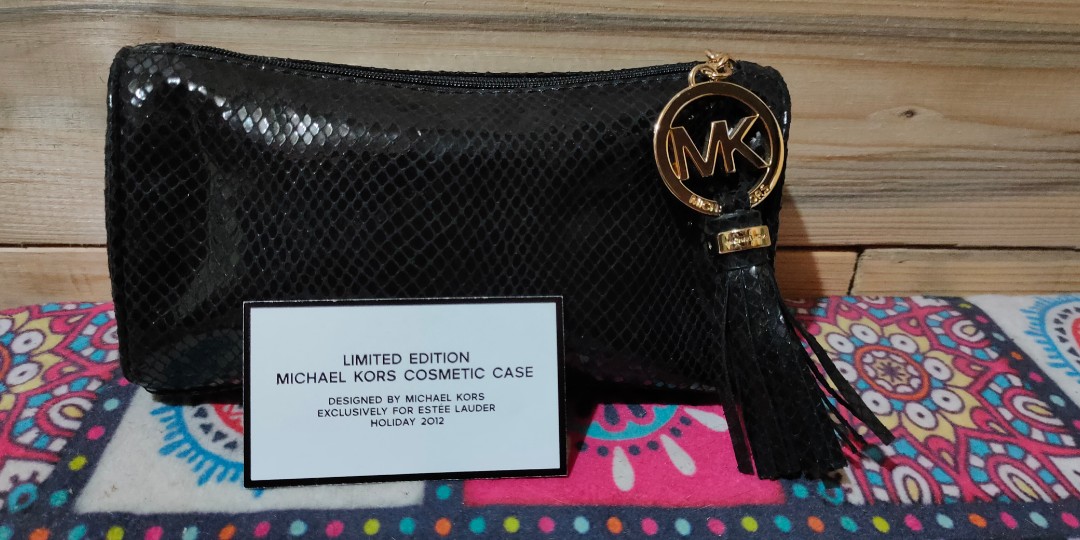 MK
LIMITED EDITION
MICHAEL KORS COSMETIC CASE
DESIGNED BY MICHAEL KORS
EXCLUSIVELY FOR ESTÉE LAUDER
HOLIDAY 2012